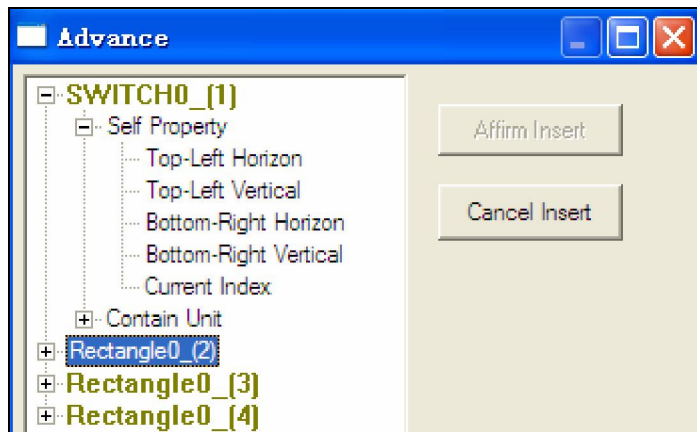 Advance
SWITCH0_(1)
Self Property
Top-Left Horizon
Top-Left Vertical
Bottom-Right Horizon
Bottom-Right Vertical
Current Index
Contain Unit
Rectangle0_(2)
Rectangle0_(3)
Rectangle0_(4)
Affirm Insert
Cancel Insert